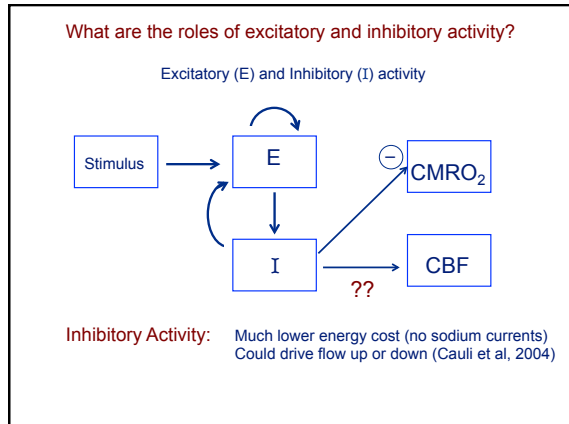 What are the roles of excitatory and inhibitory activity?
Excitatory (E) and Inhibitory (I) activity
Stimulus
E
−
CMRO₂
I
CBF
??
Inhibitory Activity: Much lower energy cost (no sodium currents)
Could drive flow up or down (Cauli et al, 2004)